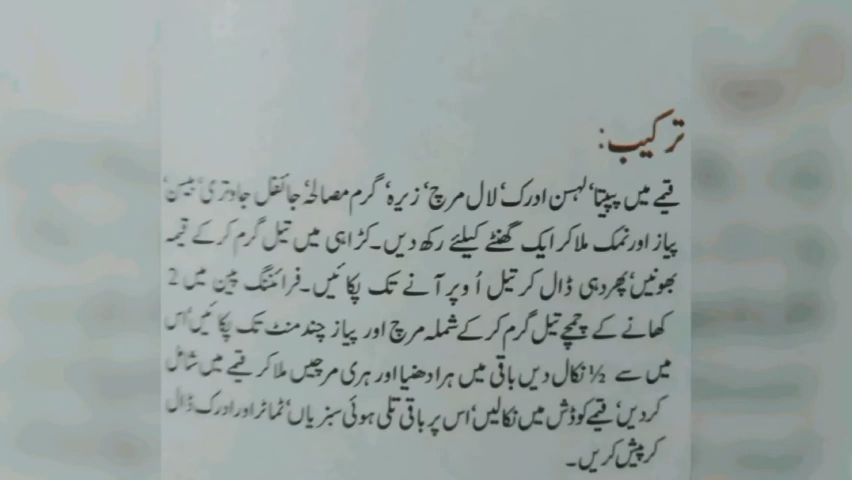 ترکیب:
قیمے میں پپیتا، لہسن ادرک، لال مرچ، زیرہ، گرم مصالحہ، جائفل جاوتری، بیسن،
پیاز اور نمک ملا کر ایک گھنٹے کیلئے رکھ دیں۔ کڑاہی میں تیل گرم کر کے قیمہ
بھونیں، پھر دہی ڈال کر تیل اُوپر آنے تک پکائیں۔ فرائننگ پین میں 2
کھانے کے چمچے تیل گرم کر کے شملہ مرچ اور پیاز چند منٹ تک پکائیں، اس
میں سے ½ نکال دیں باقی میں ہرا دھنیا اور ہری مرچیں ملا کر قیمے میں شامل
کر دیں، قیمے کو ڈش میں نکالیں، اس پر باقی تلی ہوئی سبزیاں، ٹماٹر اور ادرک ڈال
کر پیش کریں۔